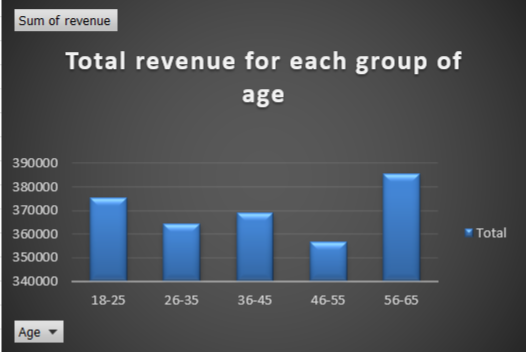 Sum of revenue
Total revenue for each group of
age
390000
380000
370000
360000
350000
340000
18-25 26-35 36-45 46-55 56-65
Total
Age